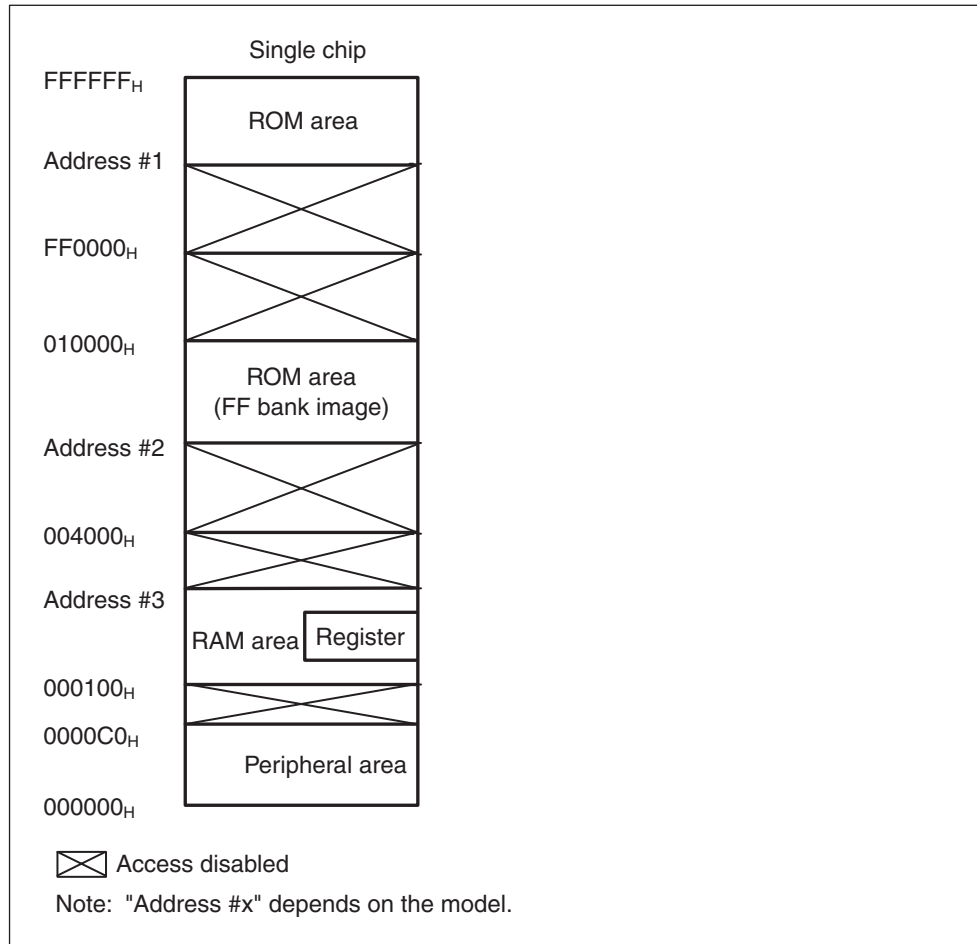 Single chip
FFFFFFH
ROM area
Address #1
FF0000H
010000H
ROM area
(FF bank image)
Address #2
004000H
Address #3
RAM area
Register
000100H
0000C0H
Peripheral area
000000H
Access disabled
Note: "Address #x" depends on the model.